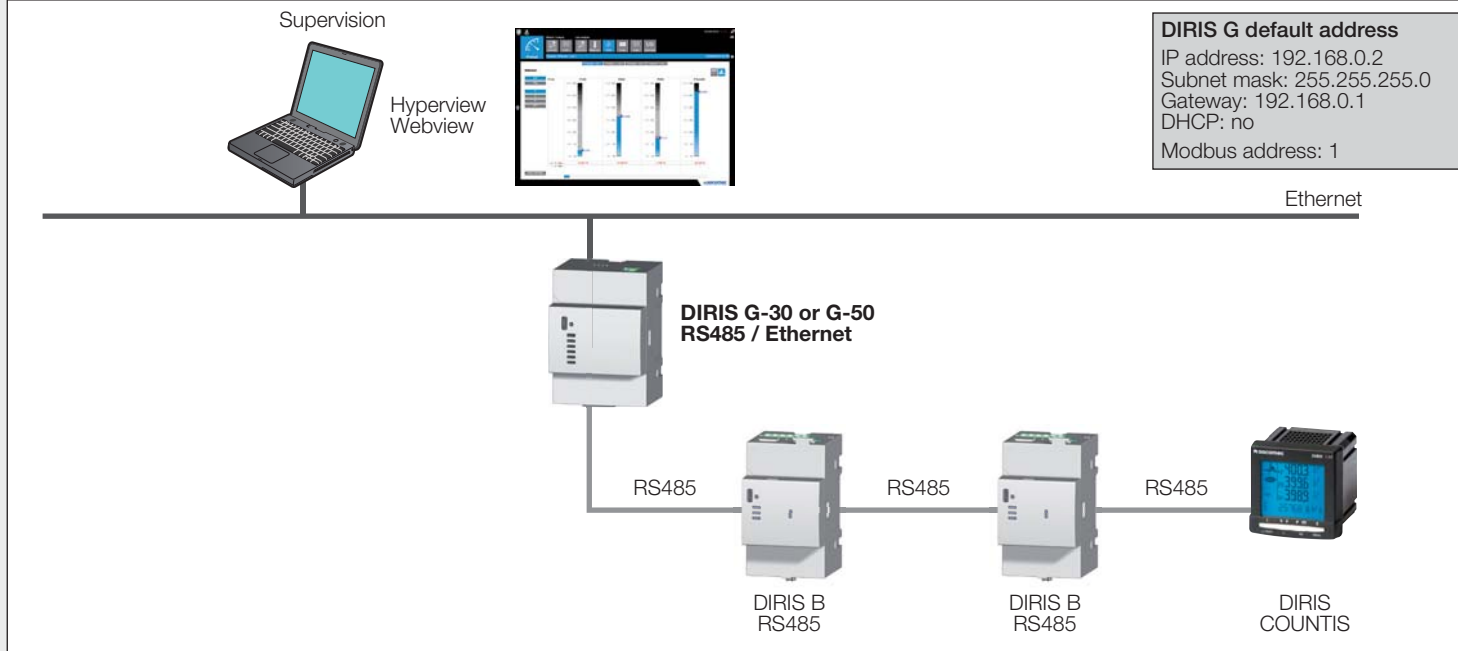 Supervision
Hyperview
Webview
DIRIS G default address
IP address: 192.168.0.2
Subnet mask: 255.255.255.0
Gateway: 192.168.0.1
DHCP: no
Modbus address: 1
Ethernet
DIRIS G-30 or G-50
RS485 / Ethernet
RS485
RS485
RS485
DIRIS B
RS485
DIRIS B
RS485
DIRIS
COUNTIS